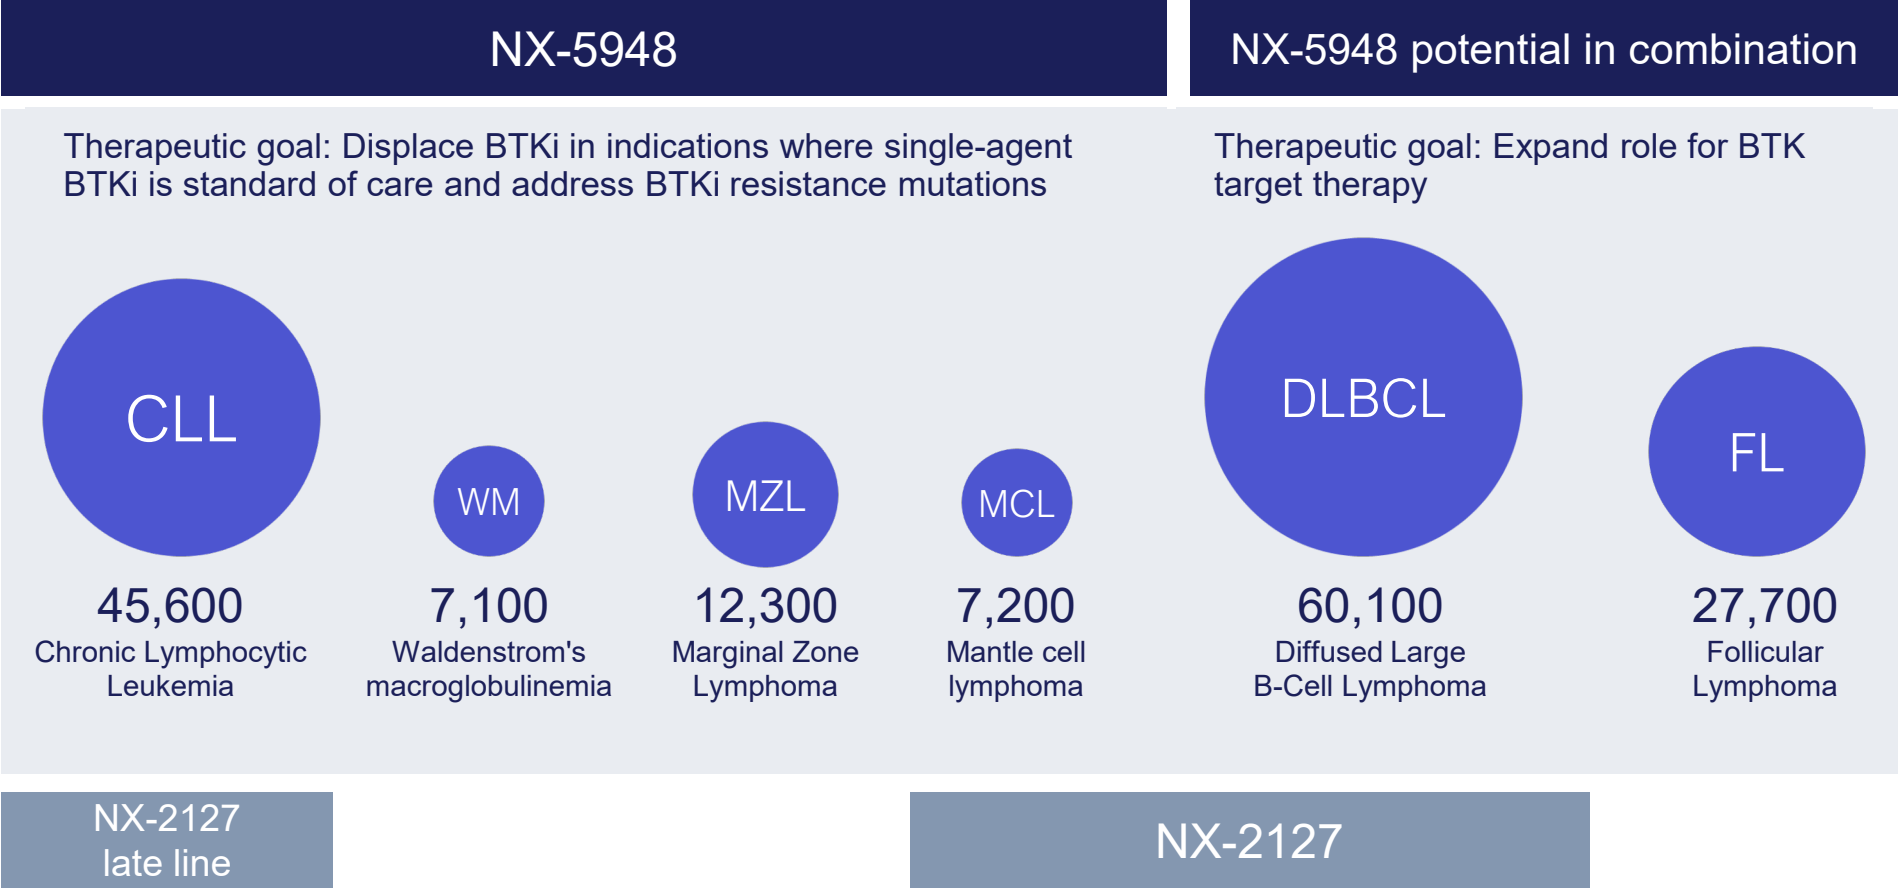 NX-5948
NX-5948 potential in combination
Therapeutic goal: Displace BTKi in indications where single-agent
BTKi is standard of care and address BTKi resistance mutations
Therapeutic goal: Expand role for BTK
target therapy
CLL
WM
MZL
MCL
DLBCL
FL
45,600
Chronic Lymphocytic
Leukemia
7,100
Waldenstrom's
macroglobulinemia
12,300
Marginal Zone
Lymphoma
7,200
Mantle cell
lymphoma
60,100
Diffused Large
B-Cell Lymphoma
27,700
Follicular
Lymphoma
NX-2127
late line
NX-2127